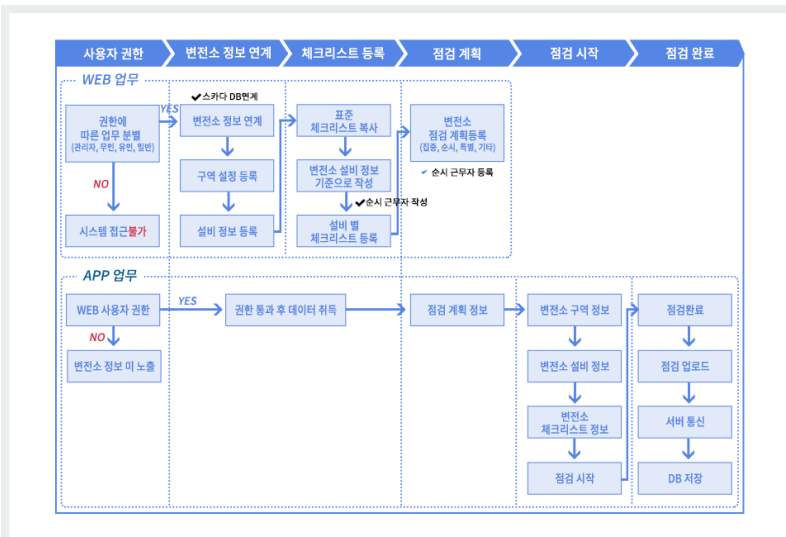 사용자 권한
변전소 정보 연계
체크리스트 등록
점검 계획
점검 시작
점검 완료
WEB 업무
권한에
따른 업무 분별
(관리자, 무인, 유인, 일반)
NO
시스템 접근불가
YES
✔스카다 DB연계
변전소 정보 연계
구역 설정 등록
설비 정보 등록
표준
체크리스트 복사
변전소 설비 정보
기준으로 작성
✔순시 근무자 작성
설비 별
체크리스트 등록
변전소
점검 계획등록
(집중, 순시, 특별, 기타)
✔ 순시 근무자 등록
APP 업무
WEB 사용자 권한
NO
변전소 정보 미 노출
YES
권한 통과 후 데이터 취득
점검 계획 정보
변전소 구역 정보
변전소 설비 정보
변전소
체크리스트 정보
점검 시작
점검완료
점검 업로드
서버 통신
DB 저장